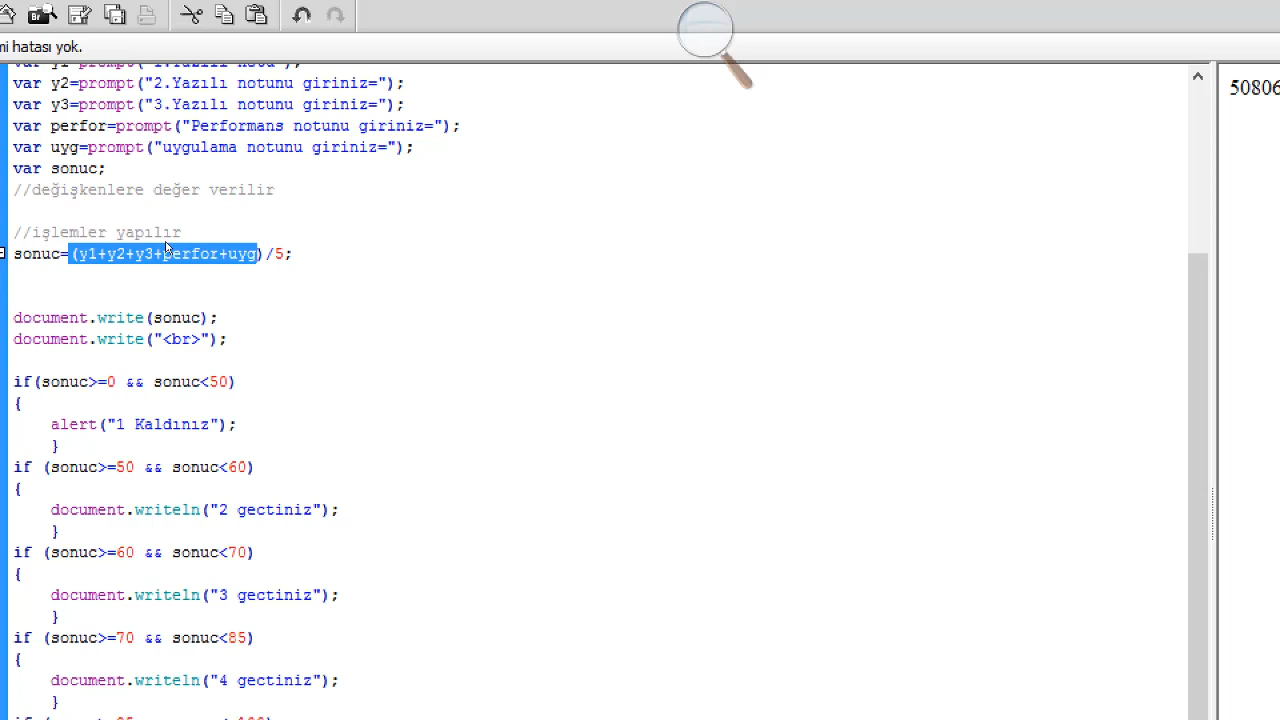 Br
mi hatası yok.
var y2=prompt("2.Yazılı notunu giriniz=");
var y3=prompt("3.Yazılı notunu giriniz=");
var perfor=prompt("Performans notunu giriniz=");
var uyg=prompt("uygulama notunu giriniz=");
var sonuc;
//değişkenlere değer verilir
//işlemler yapılır
sonuc=(y1+y2+y3+perfor+uyg)/5;
document.write(sonuc);
document.write("<br>");
if(sonuc>=0 && sonuc<50)
{
alert("1 Kaldınız");
}
if (sonuc>=50 && sonuc<60)
{
document.writeln("2 gectiniz");
}
if (sonuc>=60 && sonuc<70)
{
document.writeln("3 gectiniz");
}
if (sonuc>=70 && sonuc<85)
{
document.writeln("4 gectiniz");
}
50806